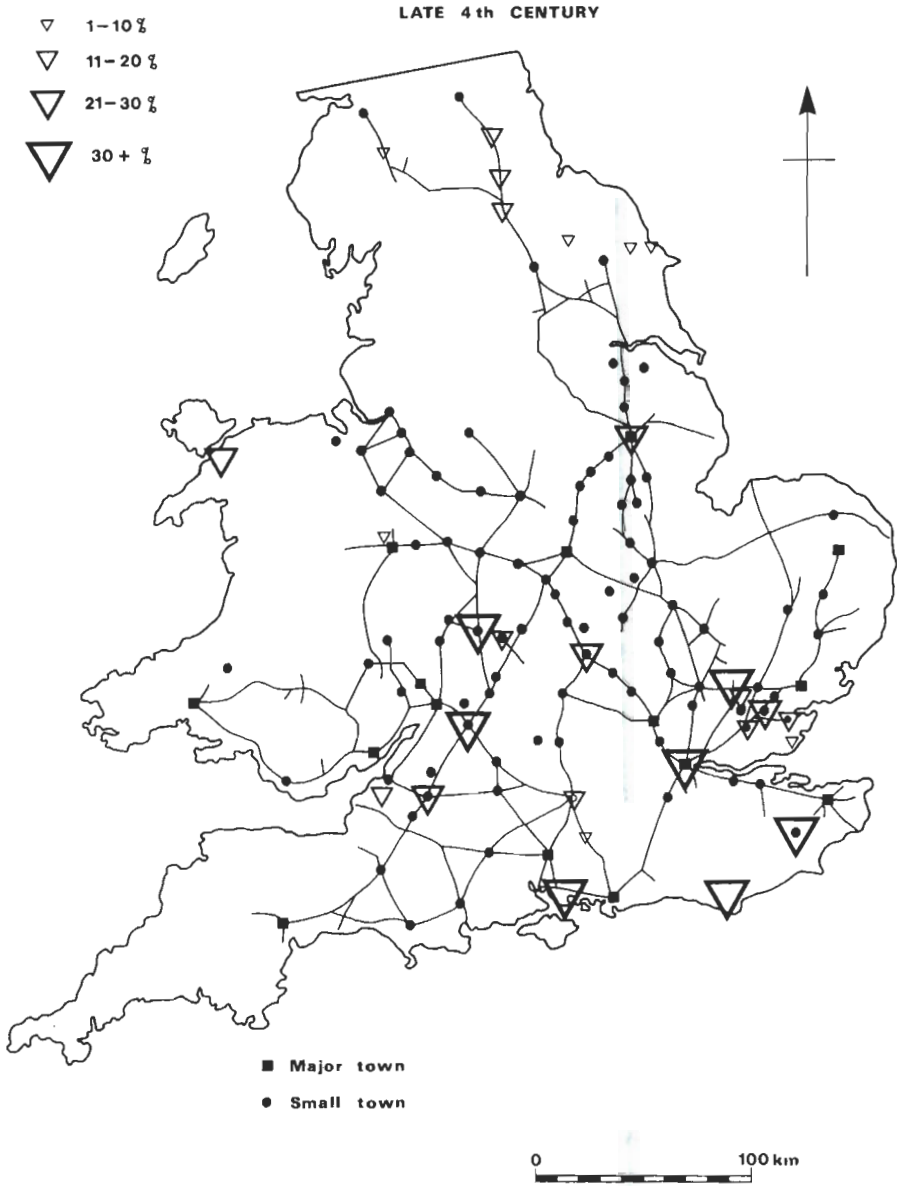 LATE 4th CENTURY
1–10 %
11–20 %
21–30 %
30 + %
Major town
Small town
0 100 km